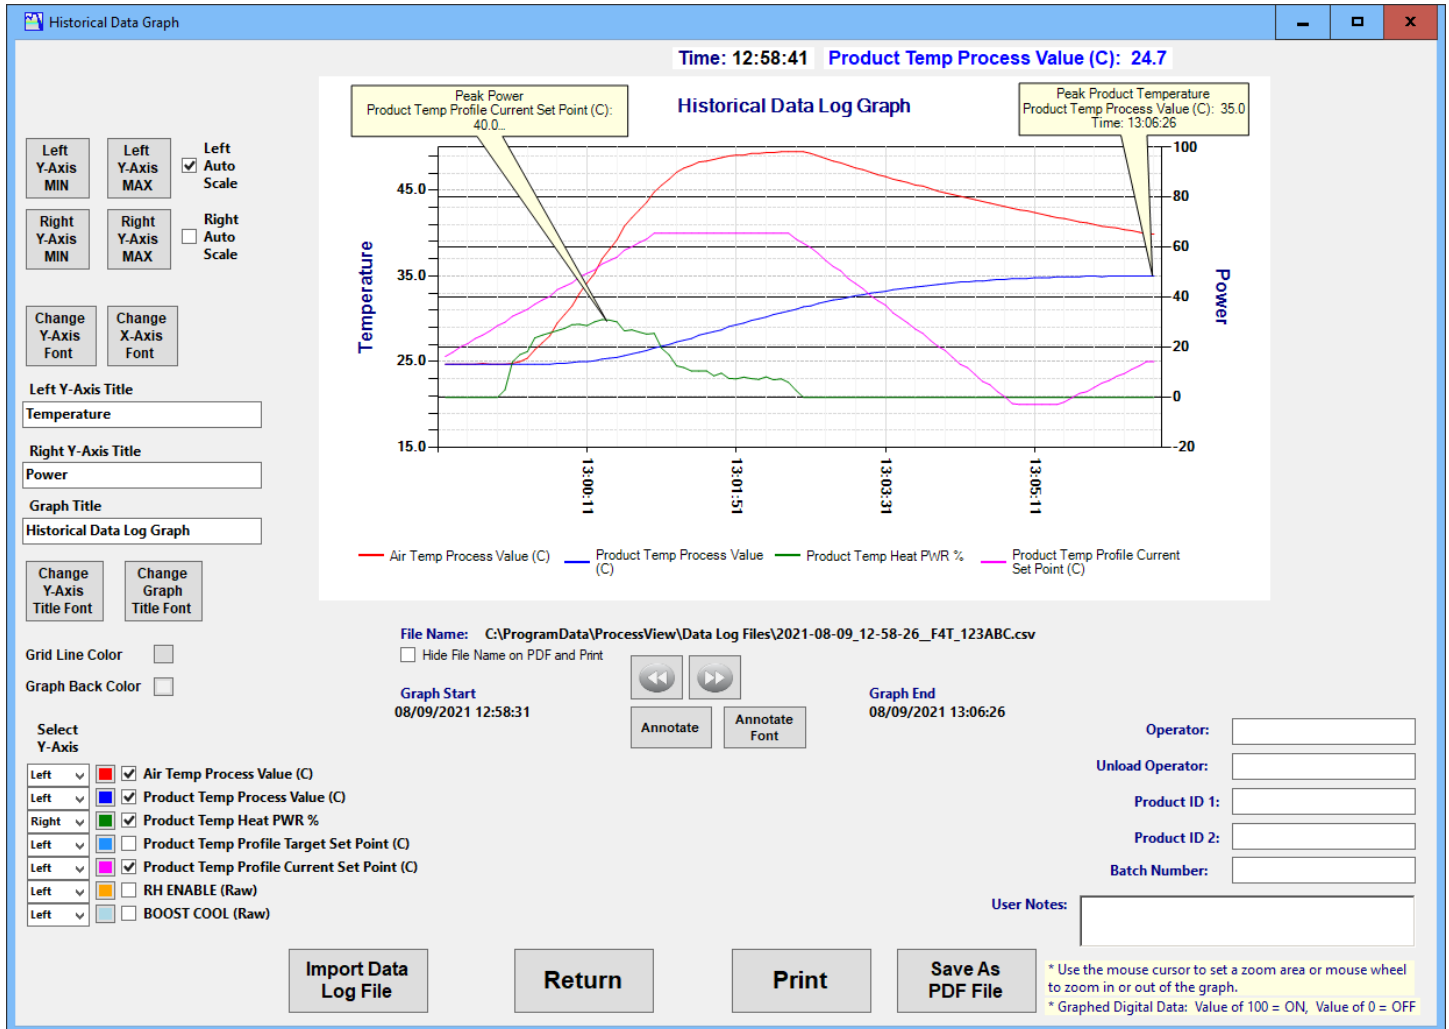 Historical Data Graph
Time: 12:58:41 Product Temp Process Value (C): 24.7
Peak Power
Product Temp Profile Current Set Point (C):
40.0...
Historical Data Log Graph
Peak Product Temperature
Product Temp Process Value (C): 35.0
Time: 13:06:26
Left
Y-Axis
MIN
Left
Y-Axis
MAX
Left
Auto
Scale
Right
Y-Axis
MIN
Right
Y-Axis
MAX
Right
Auto
Scale
Change
Y-Axis
Font
Change
X-Axis
Font
Left Y-Axis Title
Temperature
Right Y-Axis Title
Power
Graph Title
Historical Data Log Graph
Change
Y-Axis
Title Font
Change
Graph
Title Font
Grid Line Color
Graph Back Color
Temperature
45.0
35.0
25.0
15.0
100
80
60
40
20
0
-20
Power
13:00:11
13:01:51
13:03:31
13:05:11
Air Temp Process Value (C)
Product Temp Process Value
(C)
Product Temp Heat PWR %
Product Temp Profile Current
Set Point (C)
File Name: C:\ProgramData\ProcessView\Data Log Files\2021-08-09_12-58-26__F4T_123ABC.csv
Hide File Name on PDF and Print
Graph Start
08/09/2021 12:58:31
Annotate
Annotate
Font
Graph End
08/09/2021 13:06:26
Select
Y-Axis
Left Air Temp Process Value (C)
Left Product Temp Process Value (C)
Right Product Temp Heat PWR %
Left Product Temp Profile Target Set Point (C)
Left Product Temp Profile Current Set Point (C)
Left RH ENABLE (Raw)
Left BOOST COOL (Raw)
Operator:
Unload Operator:
Product ID 1:
Product ID 2:
Batch Number:
User Notes:
Import Data
Log File
Return
Print
Save As
PDF File
* Use the mouse cursor to set a zoom area or mouse wheel
to zoom in or out of the graph.
* Graphed Digital Data: Value of 100 = ON, Value of 0 = OFF